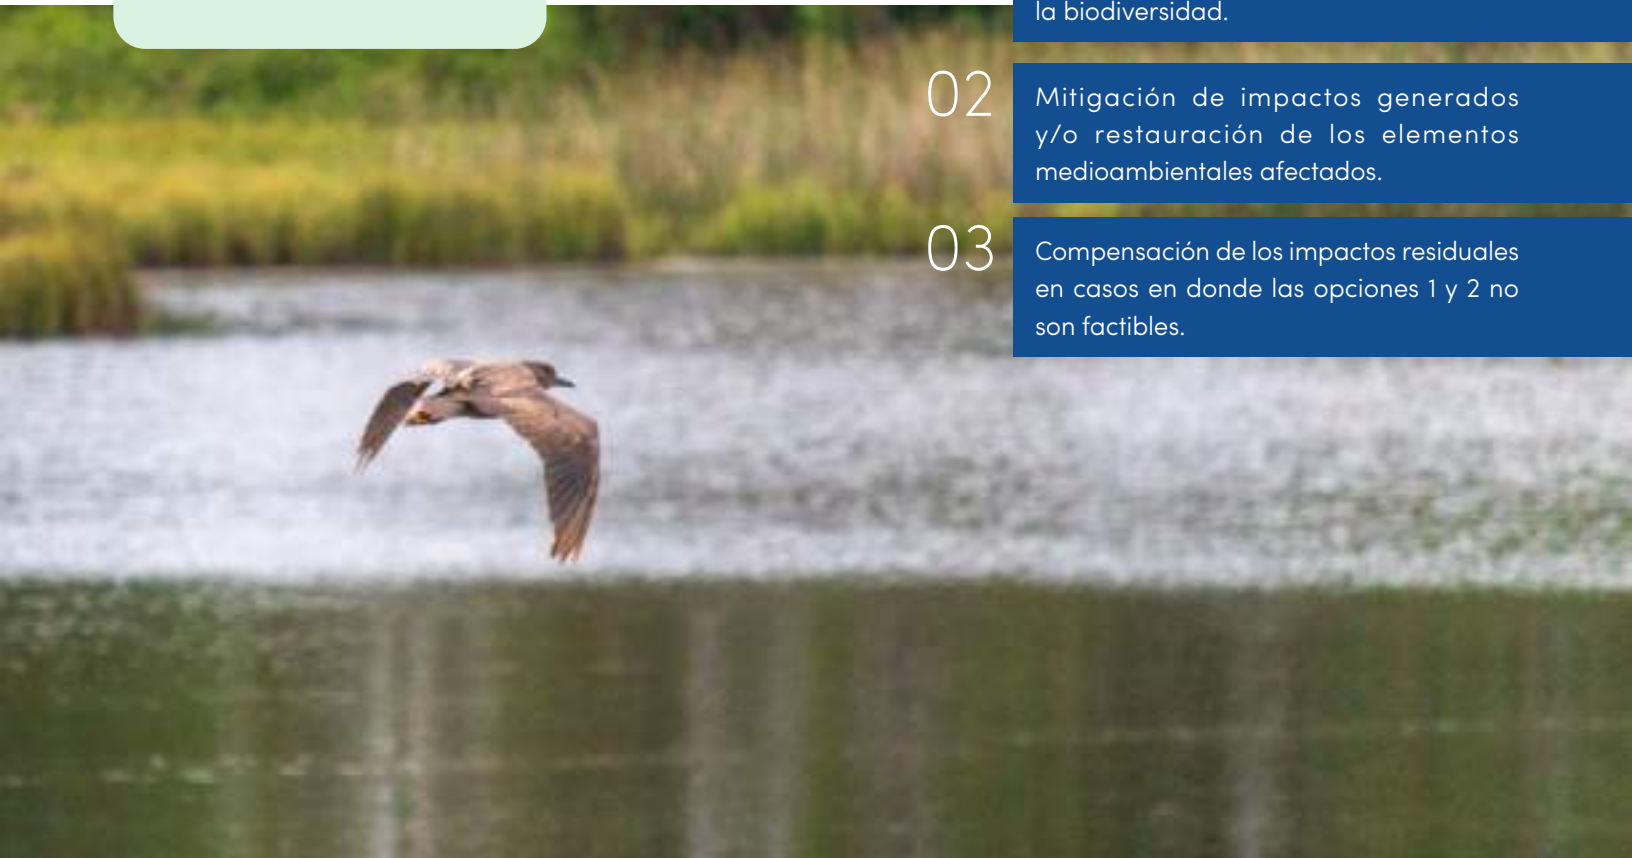 la biodiversidad.
02
Mitigación de impactos generados
y/o restauración de los elementos
medioambientales afectados.
03
Compensación de los impactos residuales
en casos en donde las opciones 1 y 2 no
son factibles.